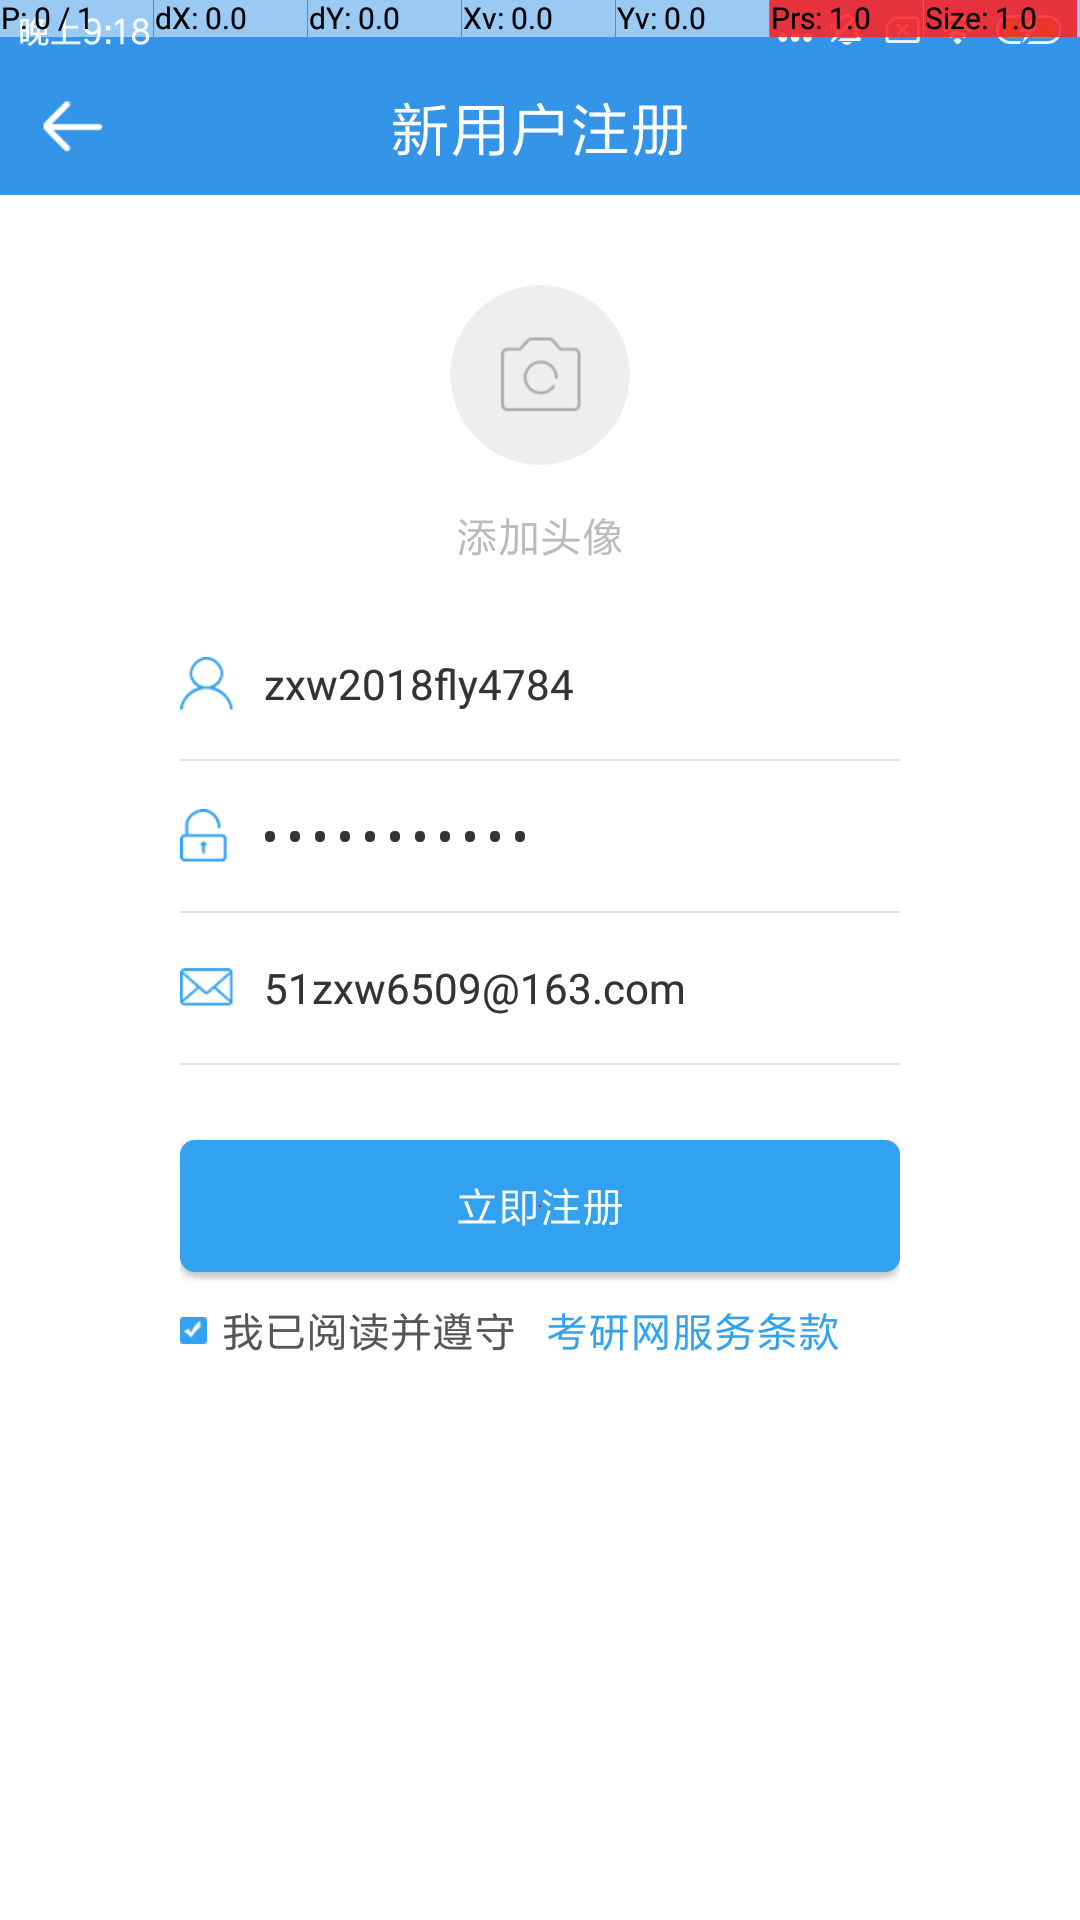 P: 0 / 1 dX: 0.0 dY: 0.0 Xv: 0.0 Yv: 0.0 Prs: 1.0 Size: 1.0
晚上9:18
新用户注册
添加头像
zxw2018fly4784
•••••••••••
51zxw6509@163.com
立即注册
我已阅读并遵守 考研网服务条款